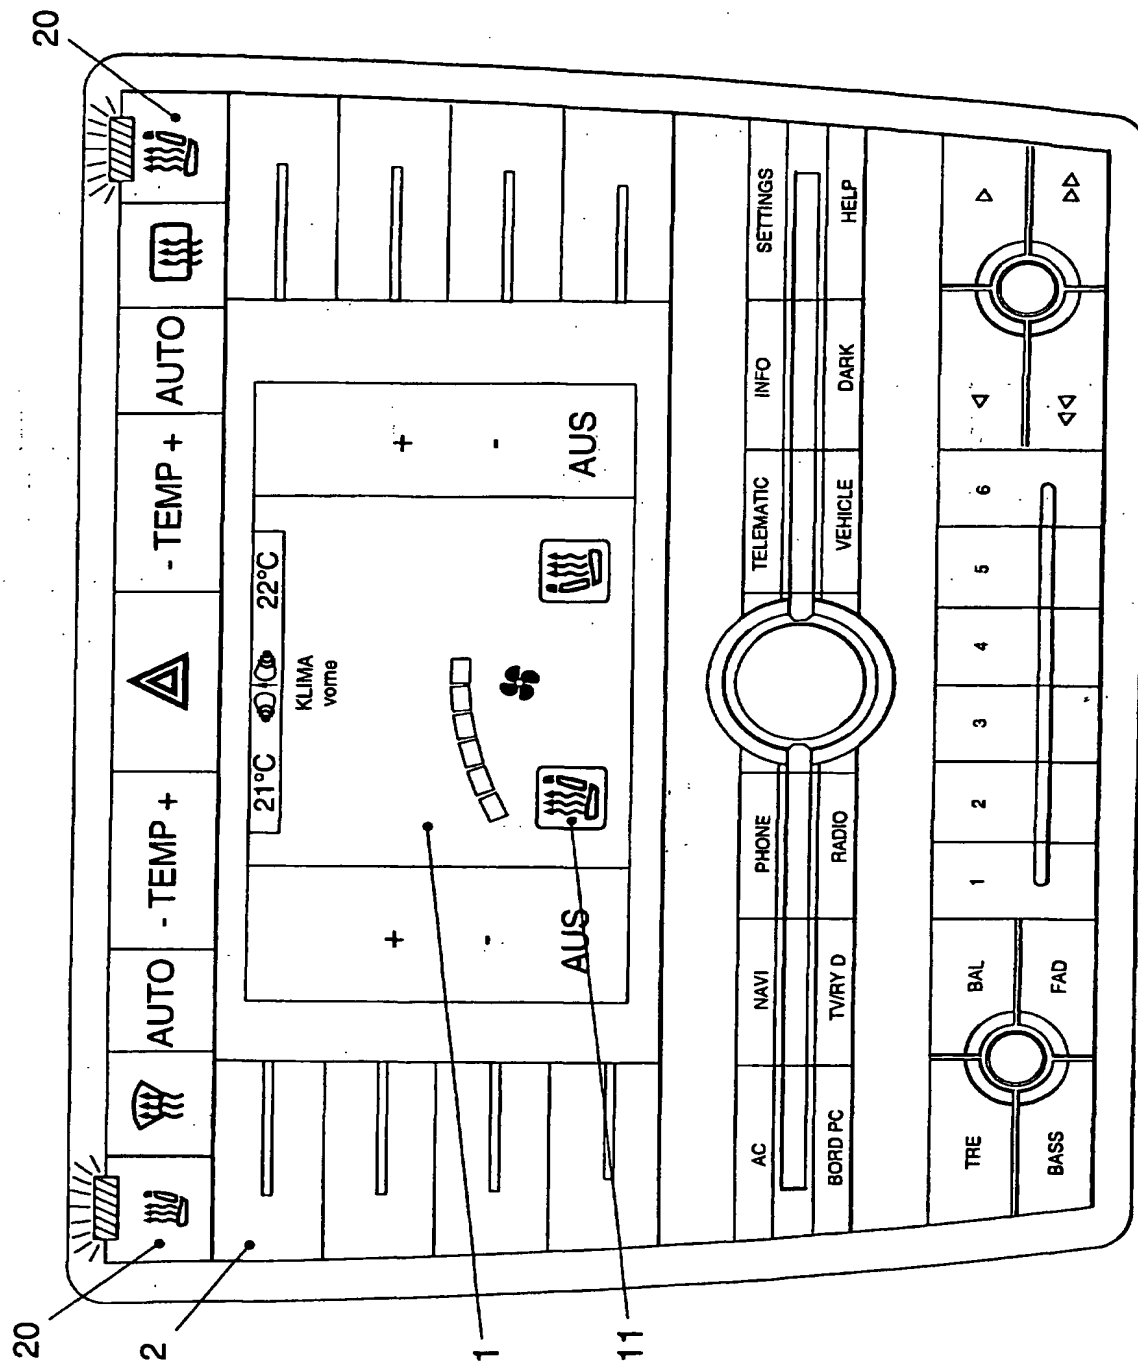 20
20
AUTO
- TEMP +
- TEMP +
AUTO
2
21°C
22°C
KLIMA
vorne
+
-
AUS
+
-
AUS
1
11
AC
NAVI
PHONE
TELEMATIC
INFO
SETTINGS
BORD PC
TV/RY D
RADIO
VEHICLE
DARK
HELP
TRE
BAL
1
2
3
4
5
6
BASS
FAD